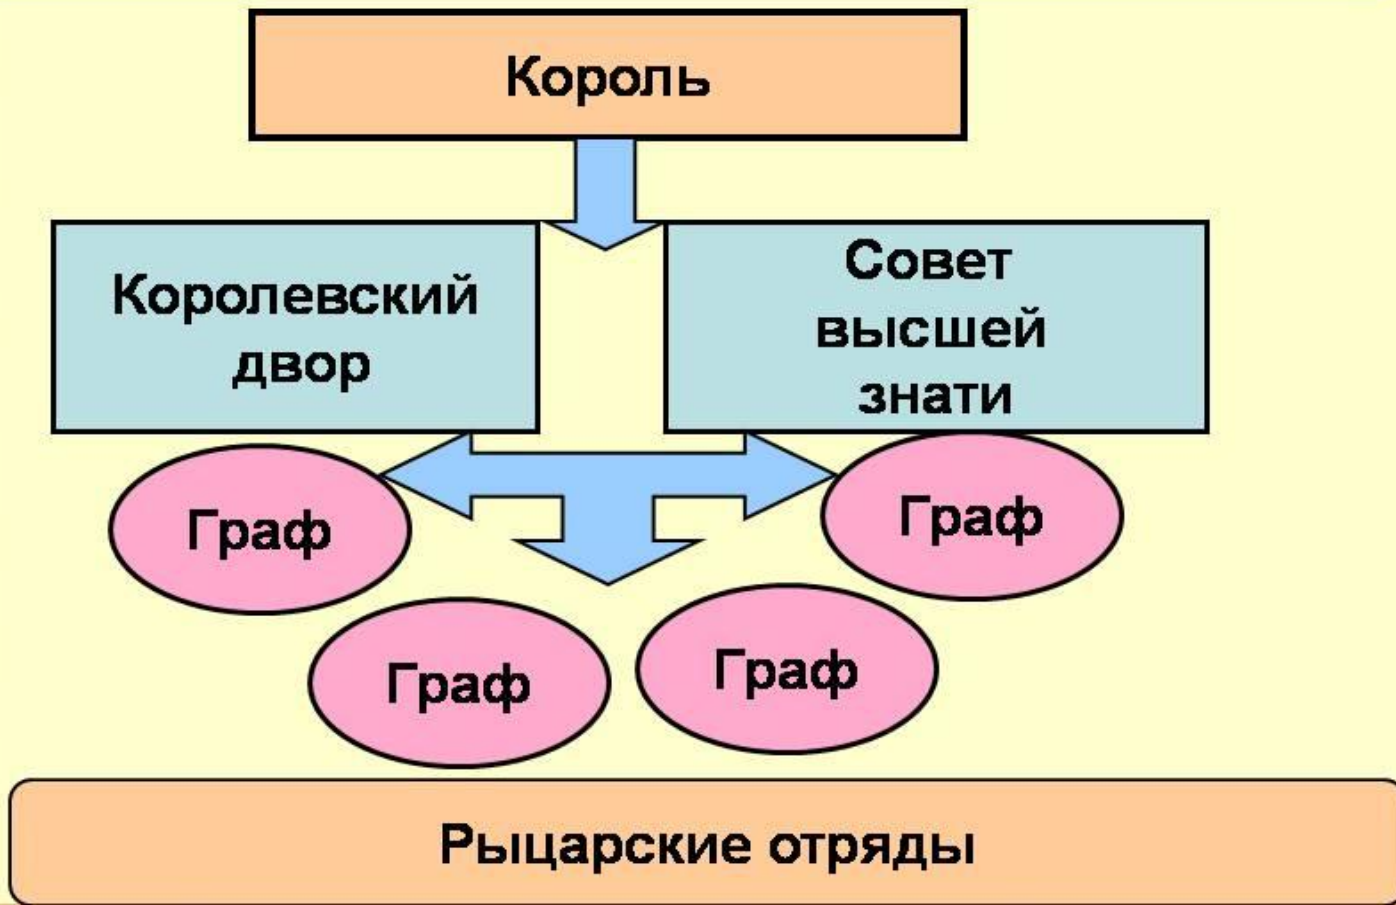 Король
Королевский
двор
Совет
высшей
знати
Граф
Граф
Граф
Граф
Рыцарские отряды